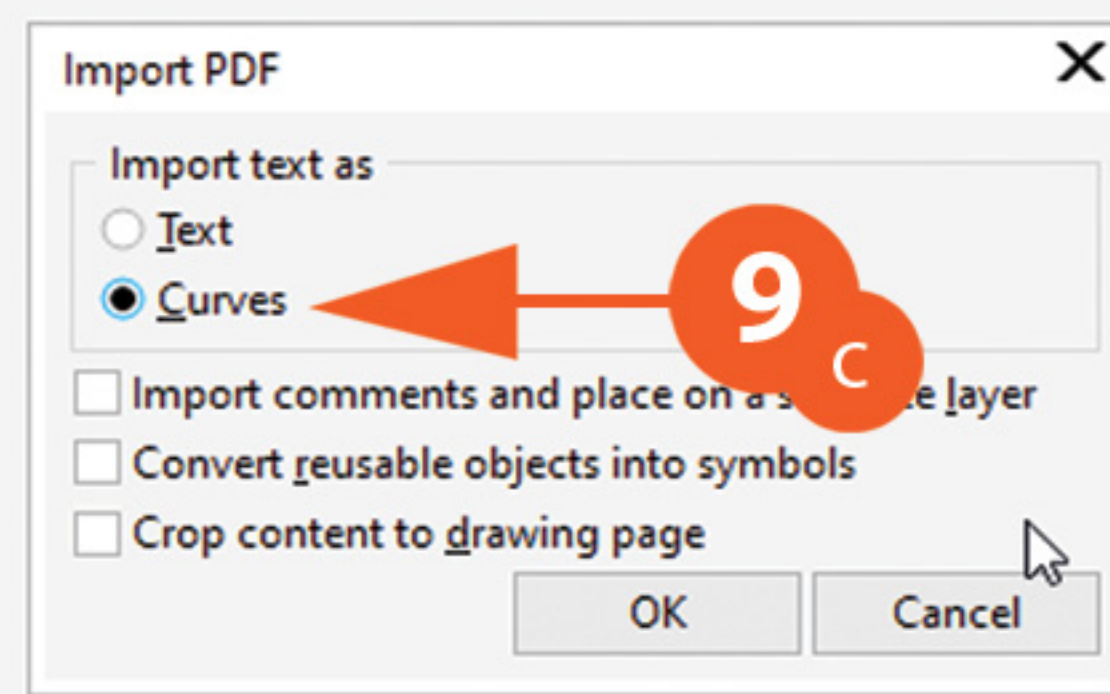 Import PDF
Import text as
Text
Curves
9
C
Import comments and place on a layer
Convert reusable objects into symbols
Crop content to drawing page
OK
Cancel